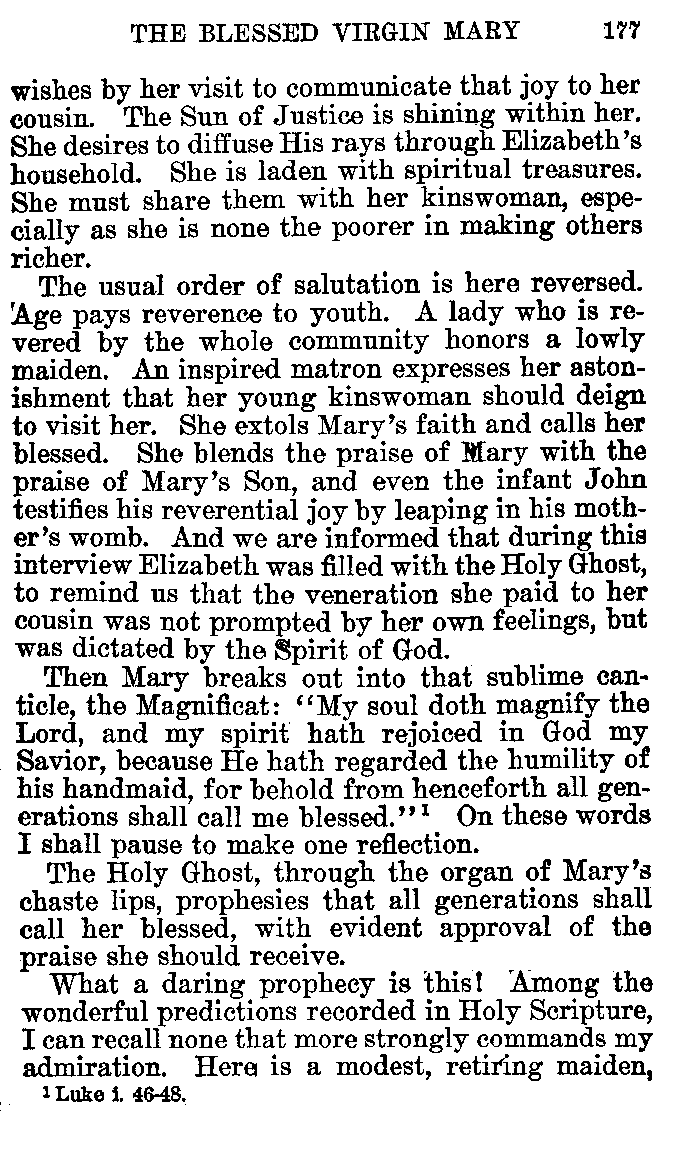 THE BLESSED VIRGIN MARY 177
wishes by her visit to communicate that joy to her
cousin. The Sun of Justice is shining within her.
She desires to diffuse His rays through Elizabeth's
household. She is laden with spiritual treasures.
She must share them with her kinswoman, espe-
cially as she is none the poorer in making others
richer.
The usual order of salutation is here reversed.
Age pays reverence to youth. A lady who is re-
vered by the whole community honors a lowly
maiden. An inspired matron expresses her aston-
ishment that her young kinswoman should deign
to visit her. She extols Mary's faith and calls her
blessed. She blends the praise of Mary with the
praise of Mary's Son, and even the infant John
testifies his reverential joy by leaping in his moth-
er's womb. And we are informed that during this
interview Elizabeth was filled with the Holy Ghost,
to remind us that the veneration she paid to her
cousin was not prompted by her own feelings, but
was dictated by the Spirit of God.
Then Mary breaks out into that sublime can-
ticle, the Magnificat: "My soul doth magnify the
Lord, and my spirit hath rejoiced in God my
Savior, because He hath regarded the humility of
his handmaid, for behold from henceforth all gen-
erations shall call me blessed."¹ On these words
I shall pause to make one reflection.
The Holy Ghost, through the organ of Mary's
chaste lips, prophesies that all generations shall
call her blessed, with evident approval of the
praise she should receive.
What a daring prophecy is this! Among the
wonderful predictions recorded in Holy Scripture,
I can recall none that more strongly commands my
admiration. Here is a modest, retiring maiden,
¹ Luke i. 46-48.